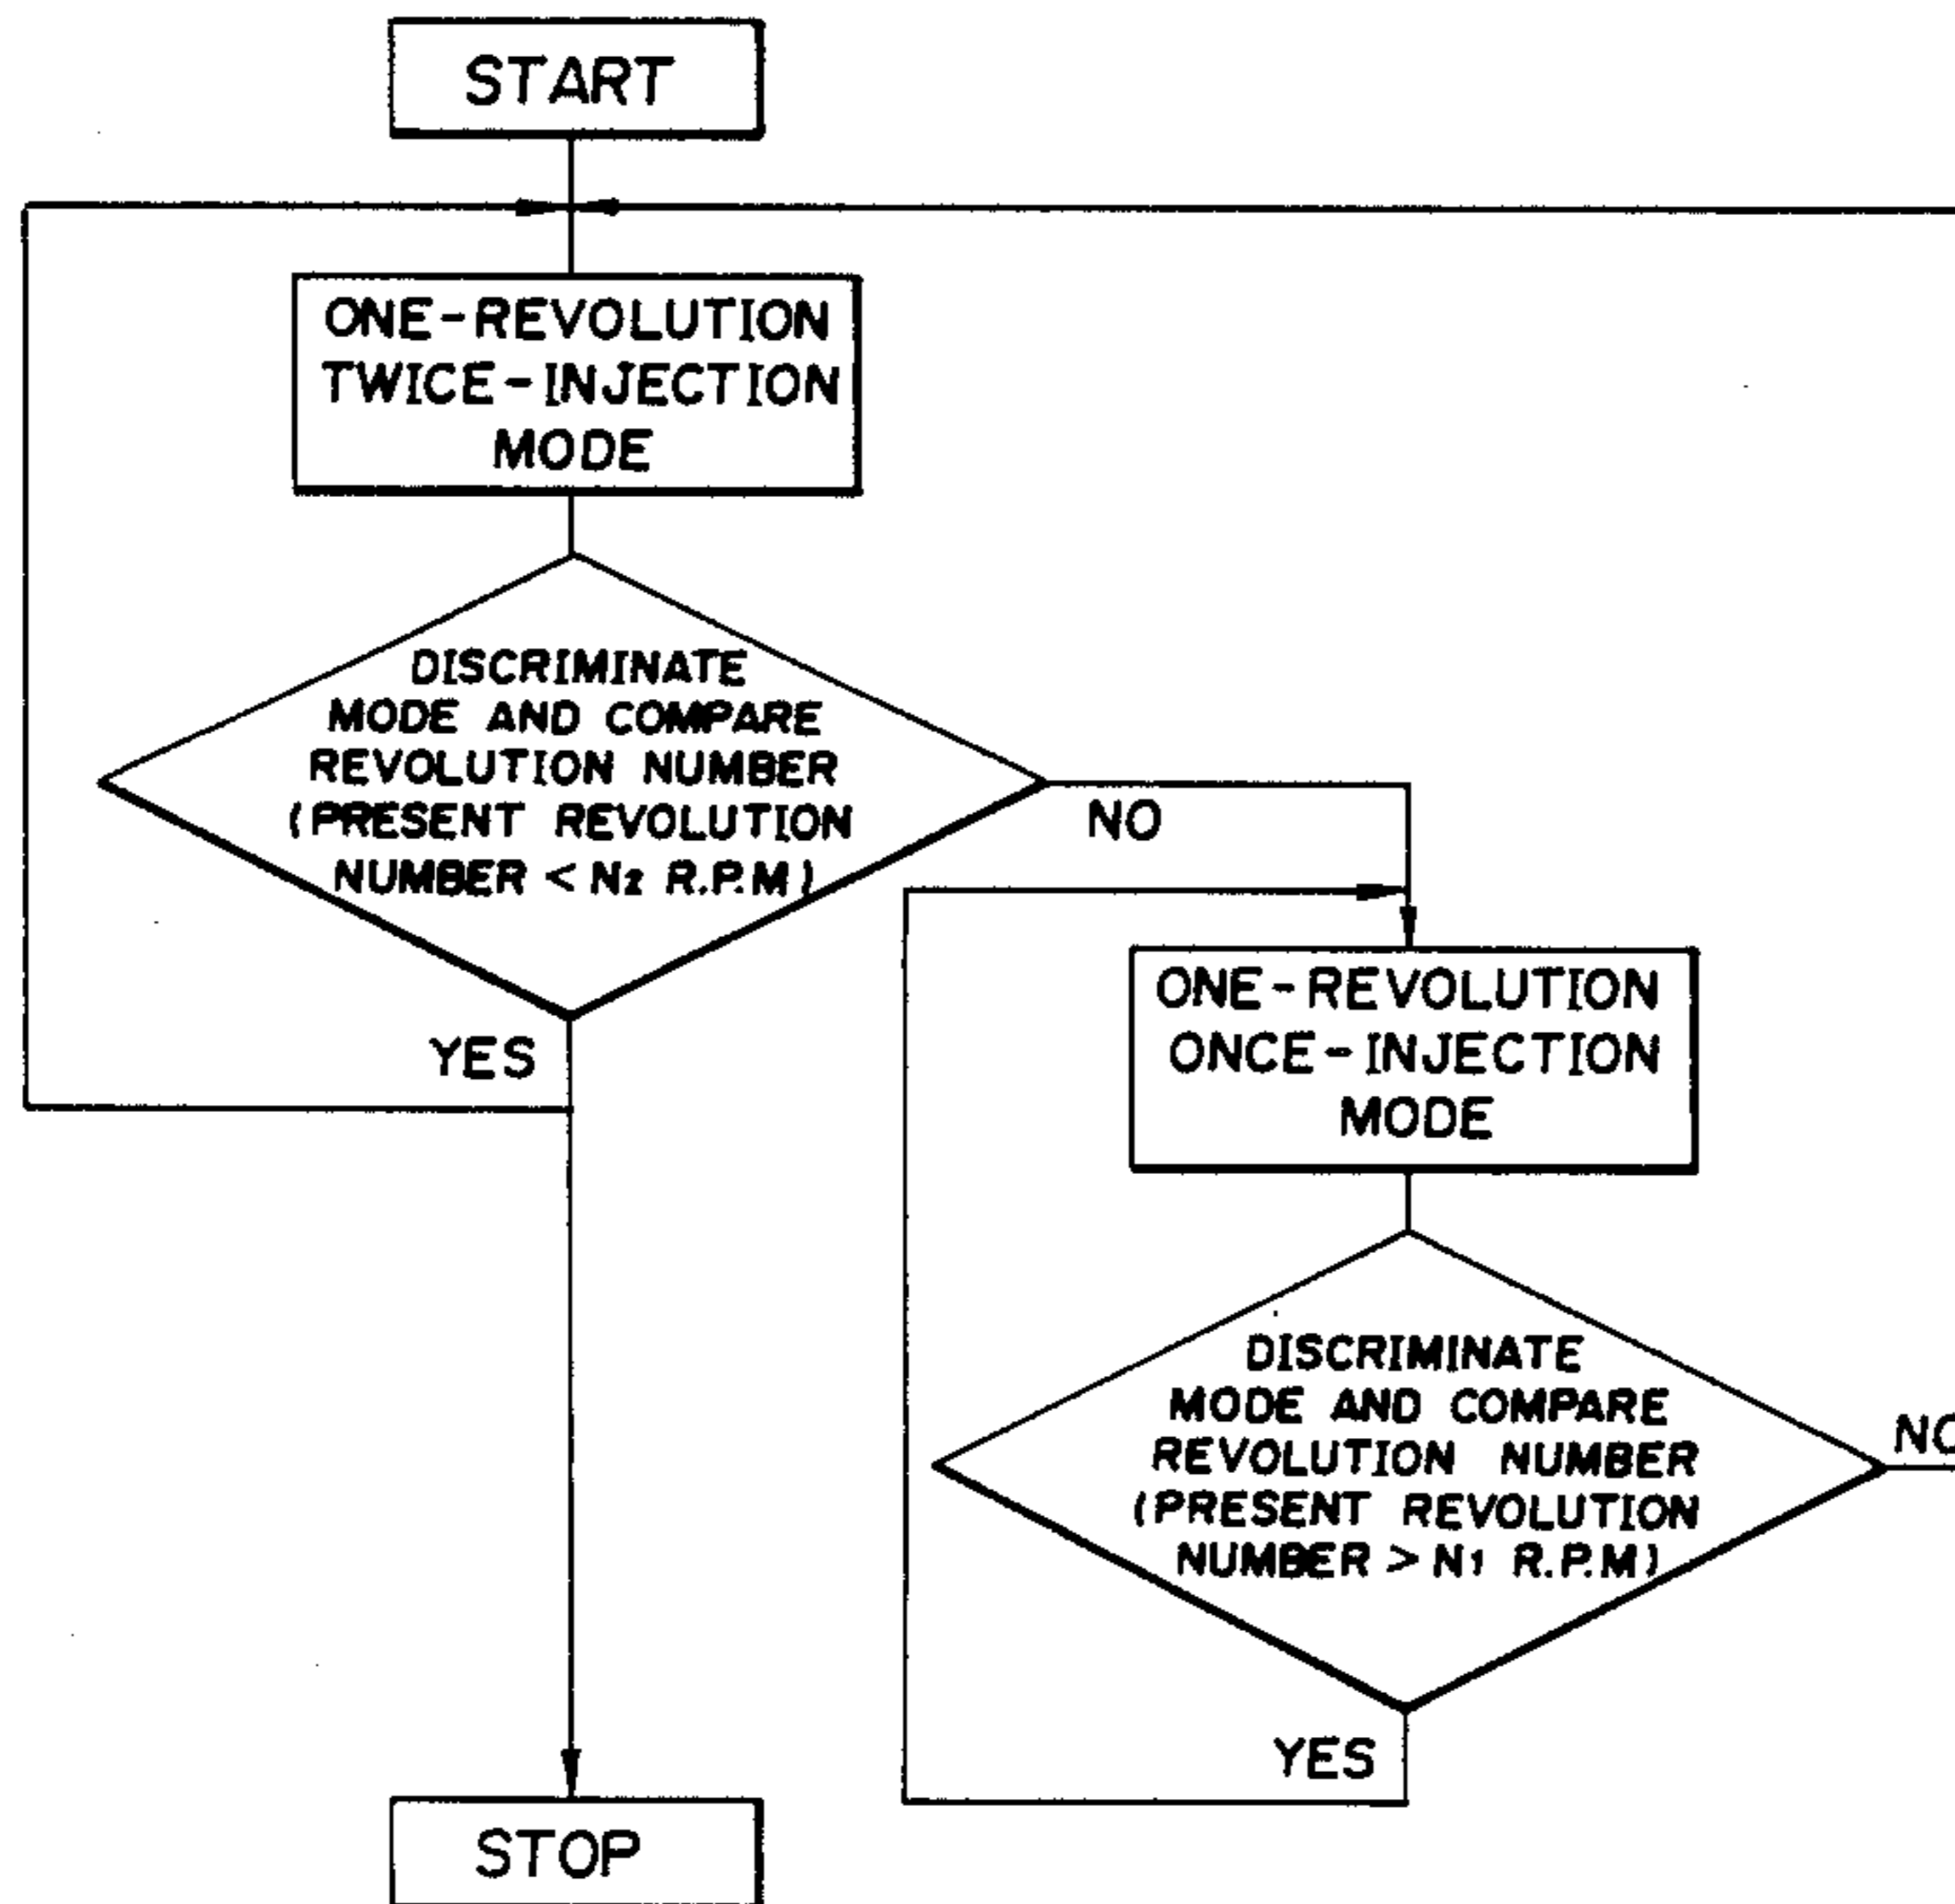 START
ONE-REVOLUTION
TWICE-INJECTION
MODE
DISCRIMINATE
MODE AND COMPARE
REVOLUTION NUMBER
(PRESENT REVOLUTION
NUMBER < N2 R.P.M)
NO
YES
ONE-REVOLUTION
ONCE-INJECTION
MODE
DISCRIMINATE
MODE AND COMPARE
REVOLUTION NUMBER
(PRESENT REVOLUTION
NUMBER > N1 R.P.M)
NO
YES
STOP